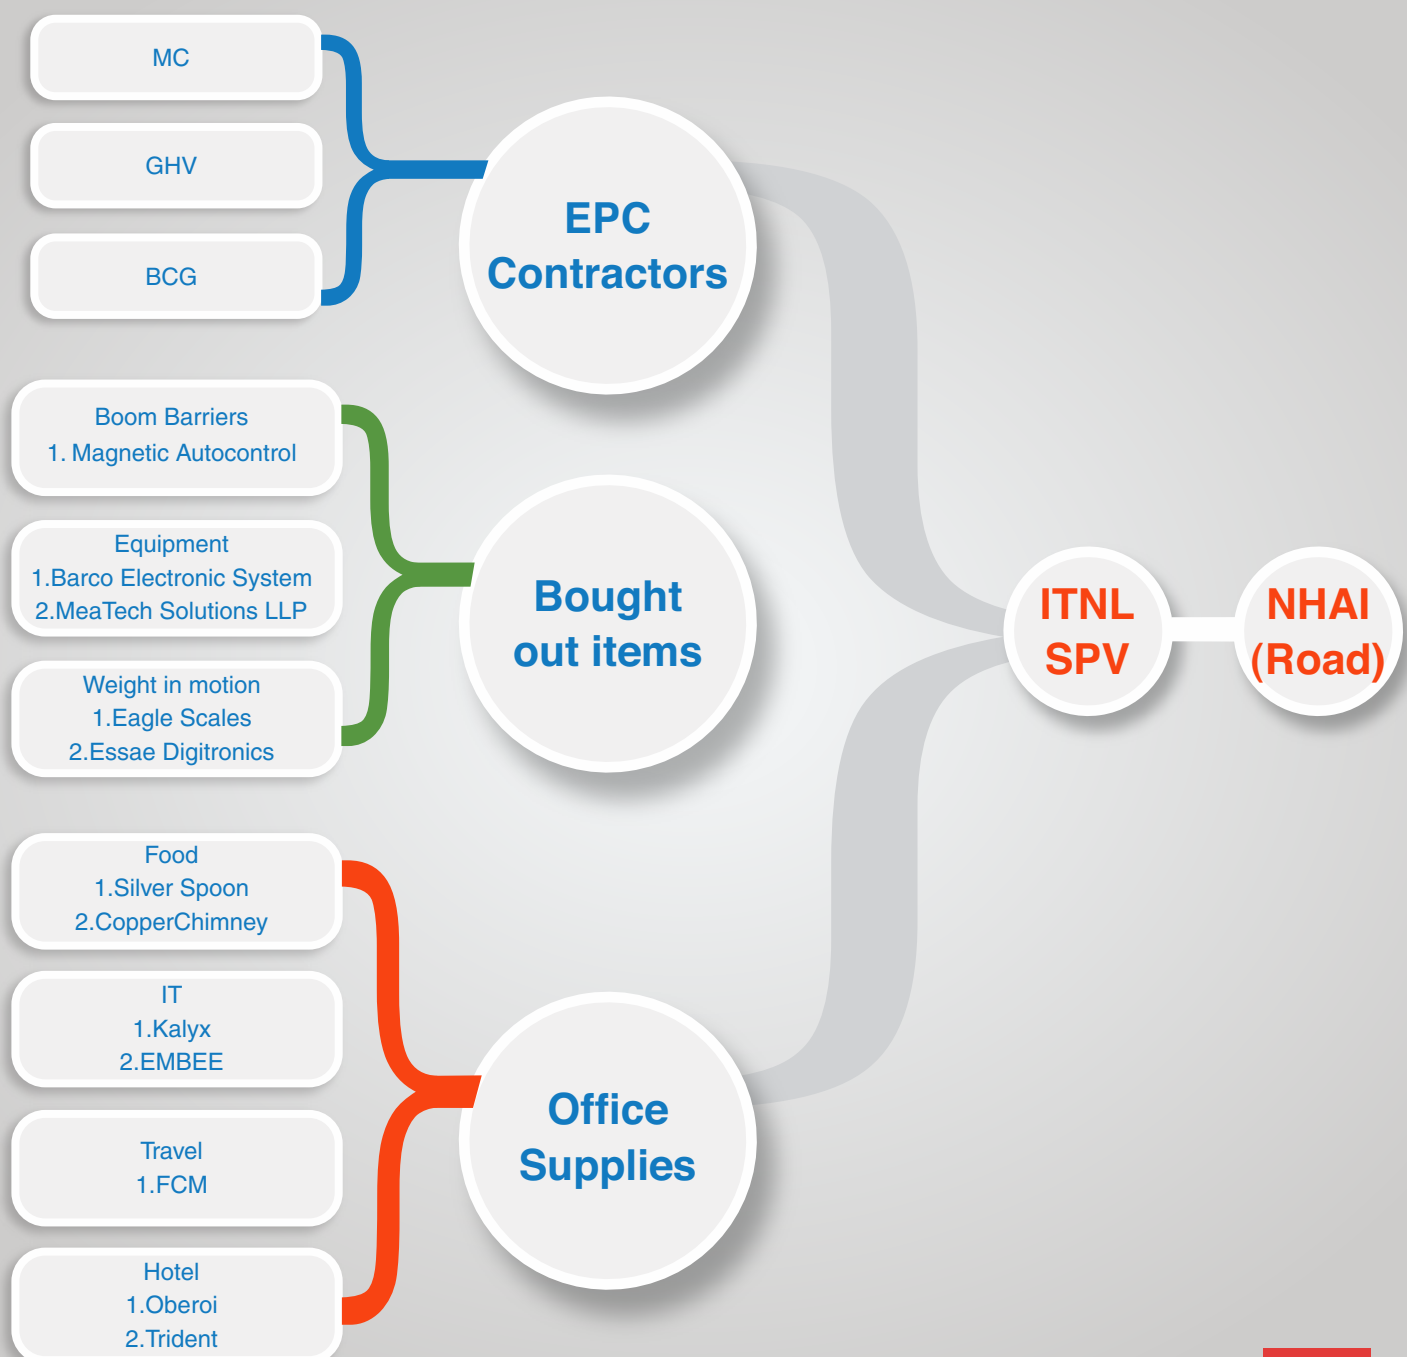 MC
GHV
BCG
EPC
Contractors
Boom Barriers
1. Magnetic Autocontrol
Equipment
1.Barco Electronic System
2.MeaTech Solutions LLP
Weight in motion
1.Eagle Scales
2.Essae Digitronics
Bought
out items
Food
1.Silver Spoon
2.CopperChimney
IT
1.Kalyx
2.EMBEE
Travel
1.FCM
Hotel
1.Oberoi
2.Trident
Office
Supplies
ITNL
SPV
NHAI
(Road)